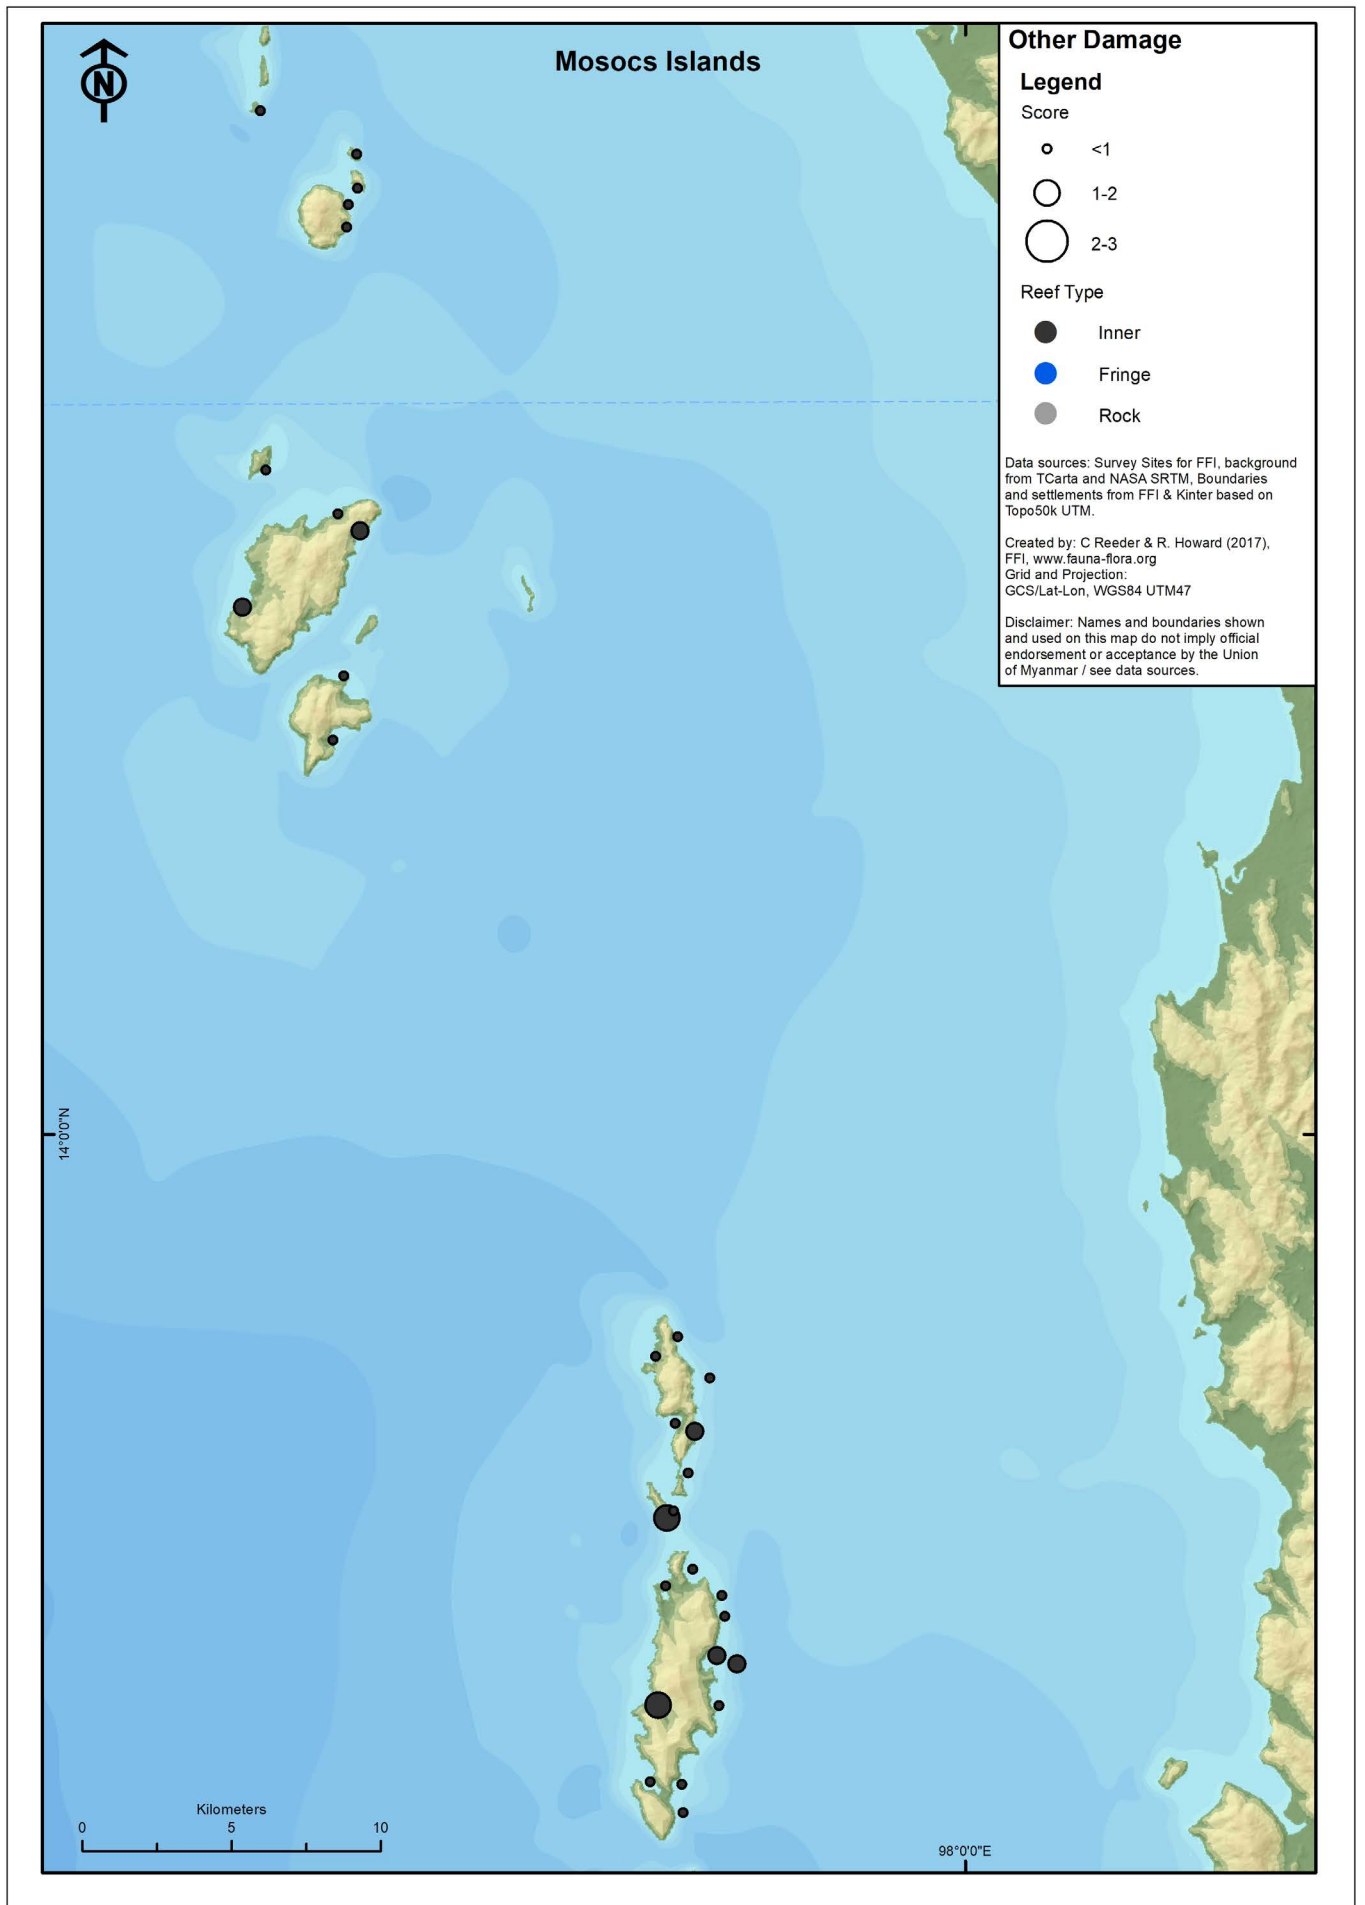 Mosocs Islands
N
Other Damage
Legend
Score
<1
1-2
2-3
Reef Type
Inner
Fringe
Rock
Data sources: Survey Sites for FFI, background
from TCarta and NASA SRTM, Boundaries
and settlements from FFI & Kinter based on
Topo50k UTM.
Created by: C Reeder & R. Howard (2017),
FFI, www.fauna-flora.org
Grid and Projection:
GCS/Lat-Lon, WGS84 UTM47
Disclaimer: Names and boundaries shown
and used on this map do not imply official
endorsement or acceptance by the Union
of Myanmar / see data sources.
14°0'0"N
Kilometers
0 5 10
98°0'0"E